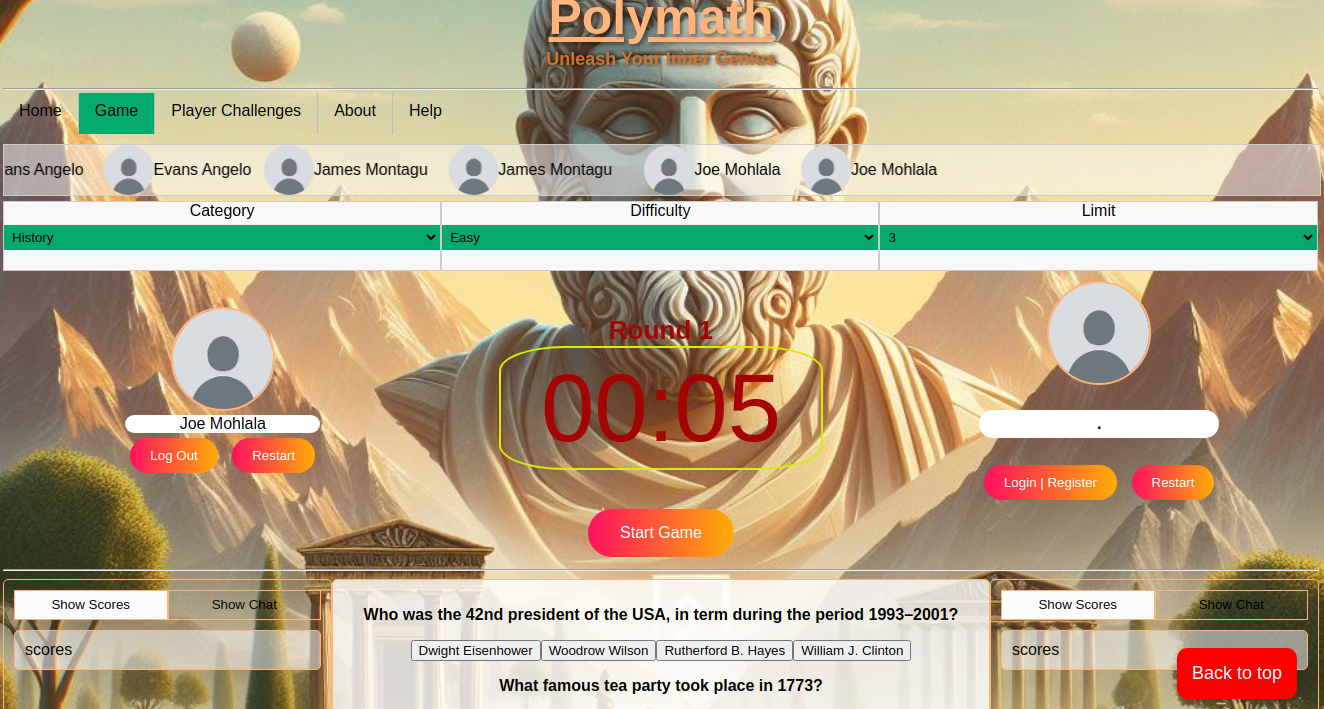 Polymath
Unleash Your Inner Genius
Home Game Player Challenges About Help
ans Angelo Evans Angelo James Montagu James Montagu Joe Mohlala Joe Mohlala
Category Difficulty Limit
History Easy 3
Round 1
00:05
Joe Mohlala
.
Log Out Restart
Login | Register Restart
Start Game
Show Scores Show Chat
scores
Who was the 42nd president of the USA, in term during the period 1993–2001?
Dwight Eisenhower Woodrow Wilson Rutherford B. Hayes William J. Clinton
What famous tea party took place in 1773?
Show Scores Show Chat
scores
Back to top